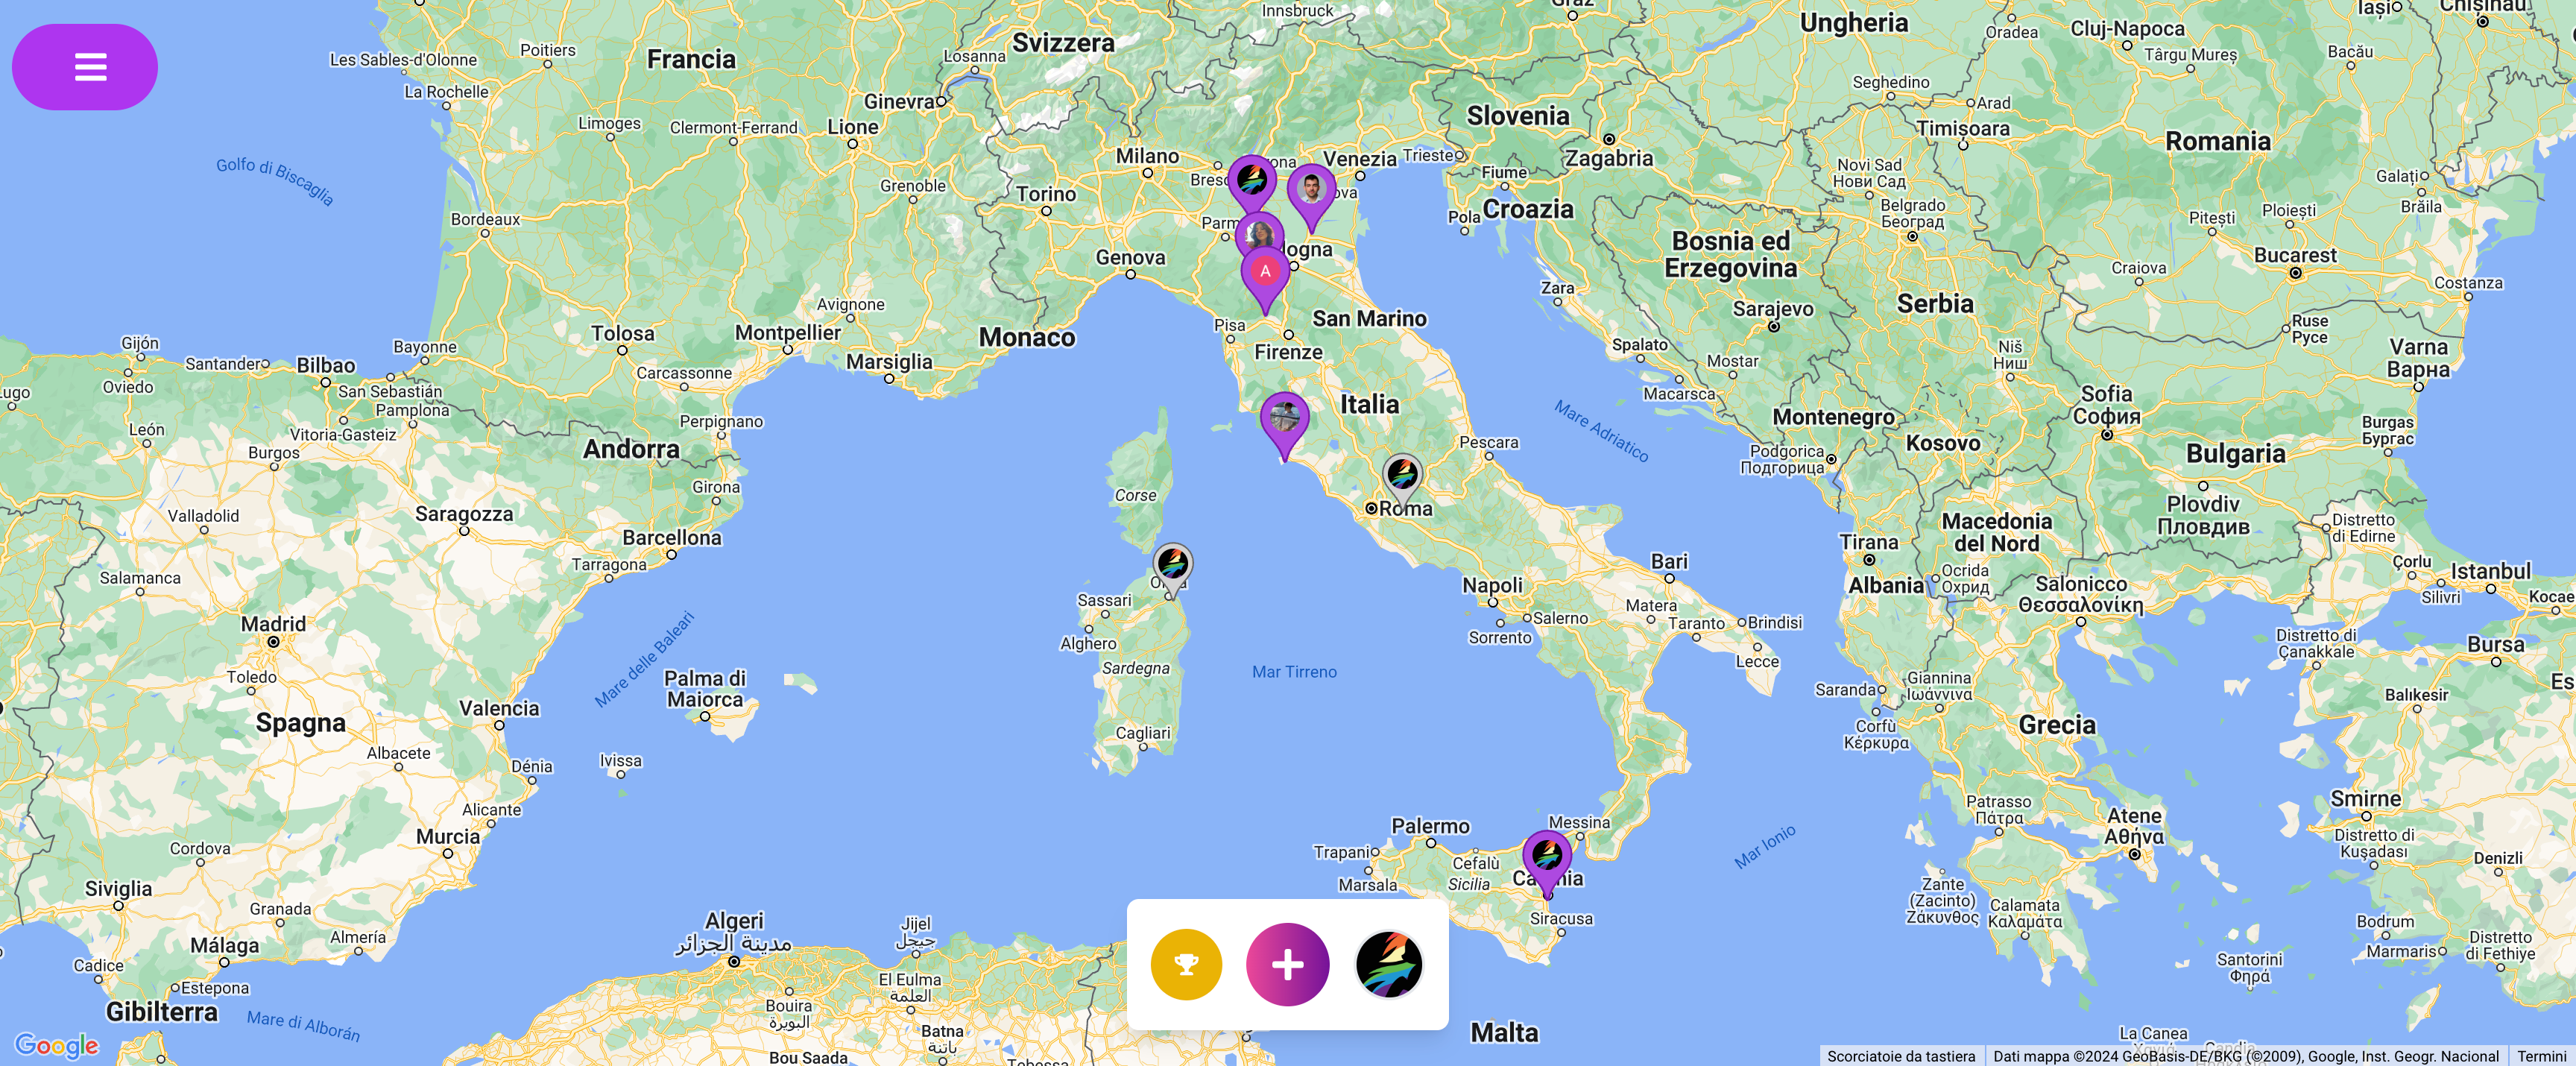 Innsbruck
Ungheria
Cluj-Napoca
Oradea
Târgu Mureș
Bacău
Iași
Poitiers
Francia
Svizzera
Losanna
Les Sables-d'Olonne
La Rochelle
Ginevra
Limoges
Clermont-Ferrand
Lione
Slovenia
Seghedino
Arad
Timișoara
Romania
Zagabria
Milano
Venezia
Trieste
Fiume
Golfo di Biscaglia
Grenoble
Torino
Pola
Croazia
Novi Sad
Нови Сад
Belgrado
Београд
Galați
Brăila
Pitești
Ploiești
Bordeaux
Genova
A
Bosnia ed
Erzegovina
Bucarest
Craiova
Costanza
Zara
Avignone
Sarajevo
Serbia
Tolosa
Montpellier
Monaco
Pisa
San Marino
Firenze
Ruse
Русе
Gijón
Oviedo
Santander
Bilbao
Bayonne
San Sebastián
Pamplona
Vitoria-Gasteiz
Marsiglia
Carcassonne
Spalato
Mostar
Macarsca
Niš
Ниш
Varna
Варна
Sofia
София
Italia
Mare Adriatico
Montenegro
Kosovo
Burgas
Бургас
León
Burgos
Andorra
Perpignano
Pescara
Podgorica
Подгорица
Bulgaria
Girona
Corse
Roma
Plovdiv
Пловдив
Valladolid
Saragozza
Barcellona
Tarragona
Macedonia
del Nord
Distretto
di Edirne
Tirana
Albania
Ocrida
Охрид
Salonicco
Θεσσαλονίκη
Çorlu
Istanbul
Silivri
Salamanca
Bari
Napoli
Sassari
Alghero
Sardegna
Salerno
Sorrento
Matera
Taranto
Brindisi
Lecce
Madrid
Toledo
Mare delle Baleari
Mar Tirreno
Distretto di
Çanakkale
Bursa
Palma di
Maiorca
Saranda
Giannina
Ιωάννινα
Balıkesir
Spagna
Valencia
Cagliari
Corfù
Κέρκυρα
Grecia
Albacete
Ivissa
Dénia
Alicante
Murcia
Cordova
Palermo
Messina
Trapani
Cefalù
Marsala
Sicilia
Mar Ionio
Patrasso
Πάτρα
Atene
Αθήνα
Smirne
Distretto di
Kuşadası
Denizli
Siviglia
Granada
Almería
Málaga
Cadice
Siracusa
Zante
(Zacinto)
Ζάκυνθος
Calamata
Καλαμάτα
Bodrum
Marmaris
Distretto
di Fethiye
Santorini
Φηρά
Algeri
مدينة الجزائر
Jijel
جيجل
El Eulma
العلمة
Bouira
البويرة
Batna
باتنة
Bou Saada
Estepona
Gibilterra
Mare di Alborán
Malta
La Canea
Google
Scorciatoie da tastiera
Dati mappa ©2024 GeoBasis-DE/BKG (©2009), Google, Inst. Geogr. Nacional
Termini